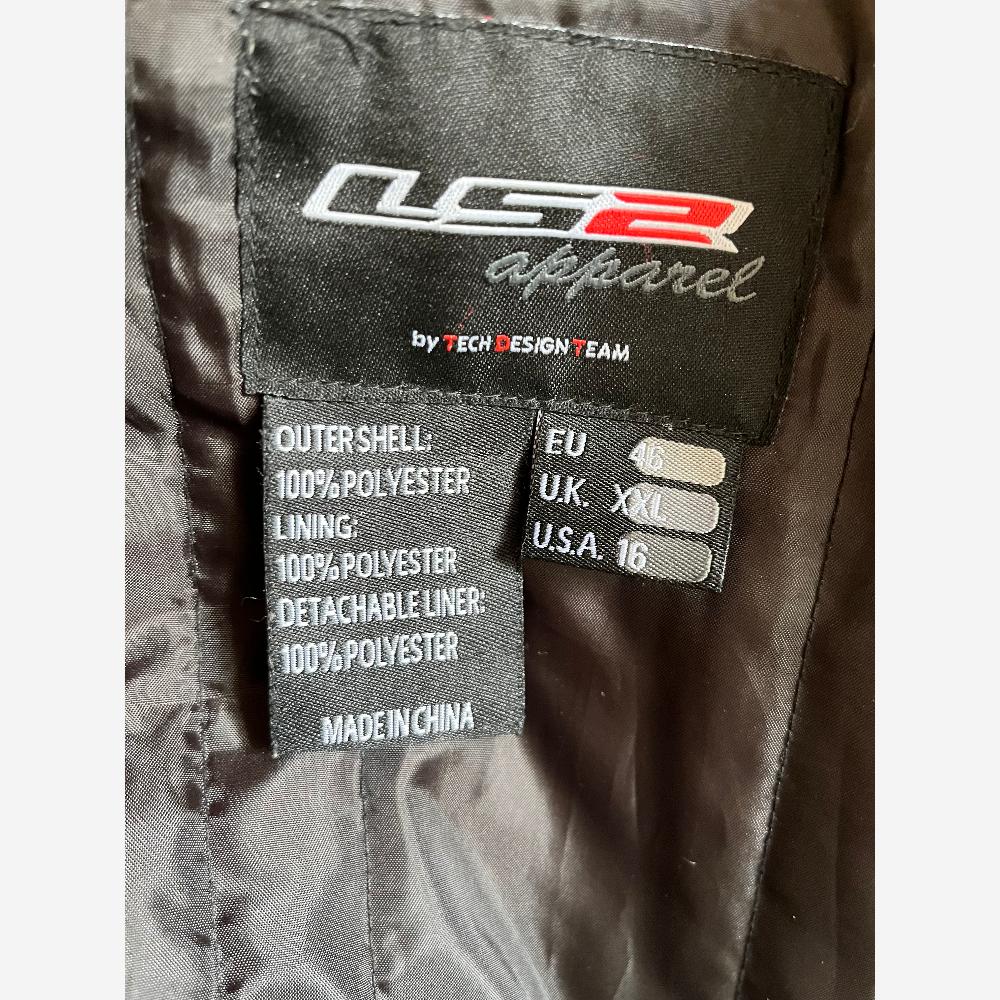 LS2
apparel
by TECH DESIGN TEAM
OUTER SHELL:
100% POLYESTER
LINING:
100% POLYESTER
DETACHABLE LINER:
100% POLYESTER
MADE IN CHINA
EU 46
U.K. XXL
U.S.A. 16